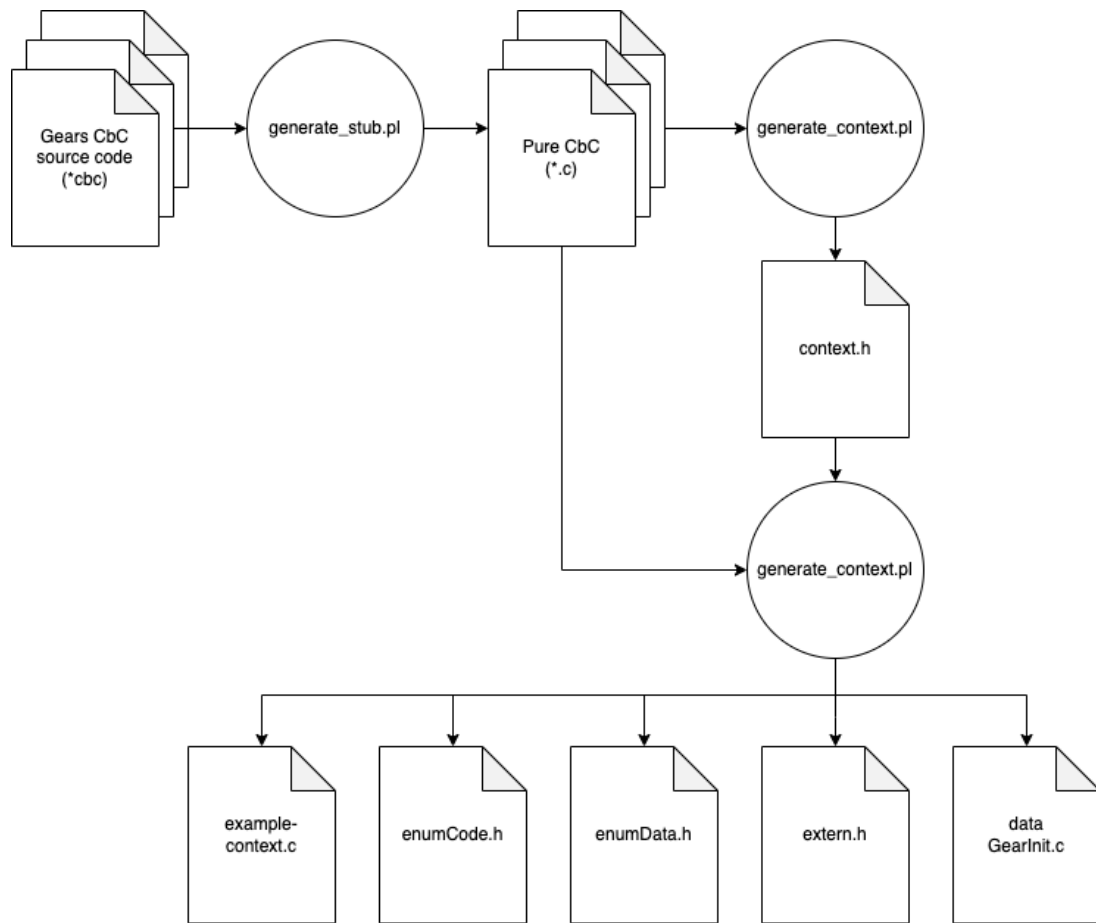 Gears CbC
source code
(*cbc)
generate_stub.pl
Pure CbC
(*.c)
generate_context.pl
context.h
generate_context.pl
example-
context.c
enumCode.h
enumData.h
extern.h
data
GearInit.c